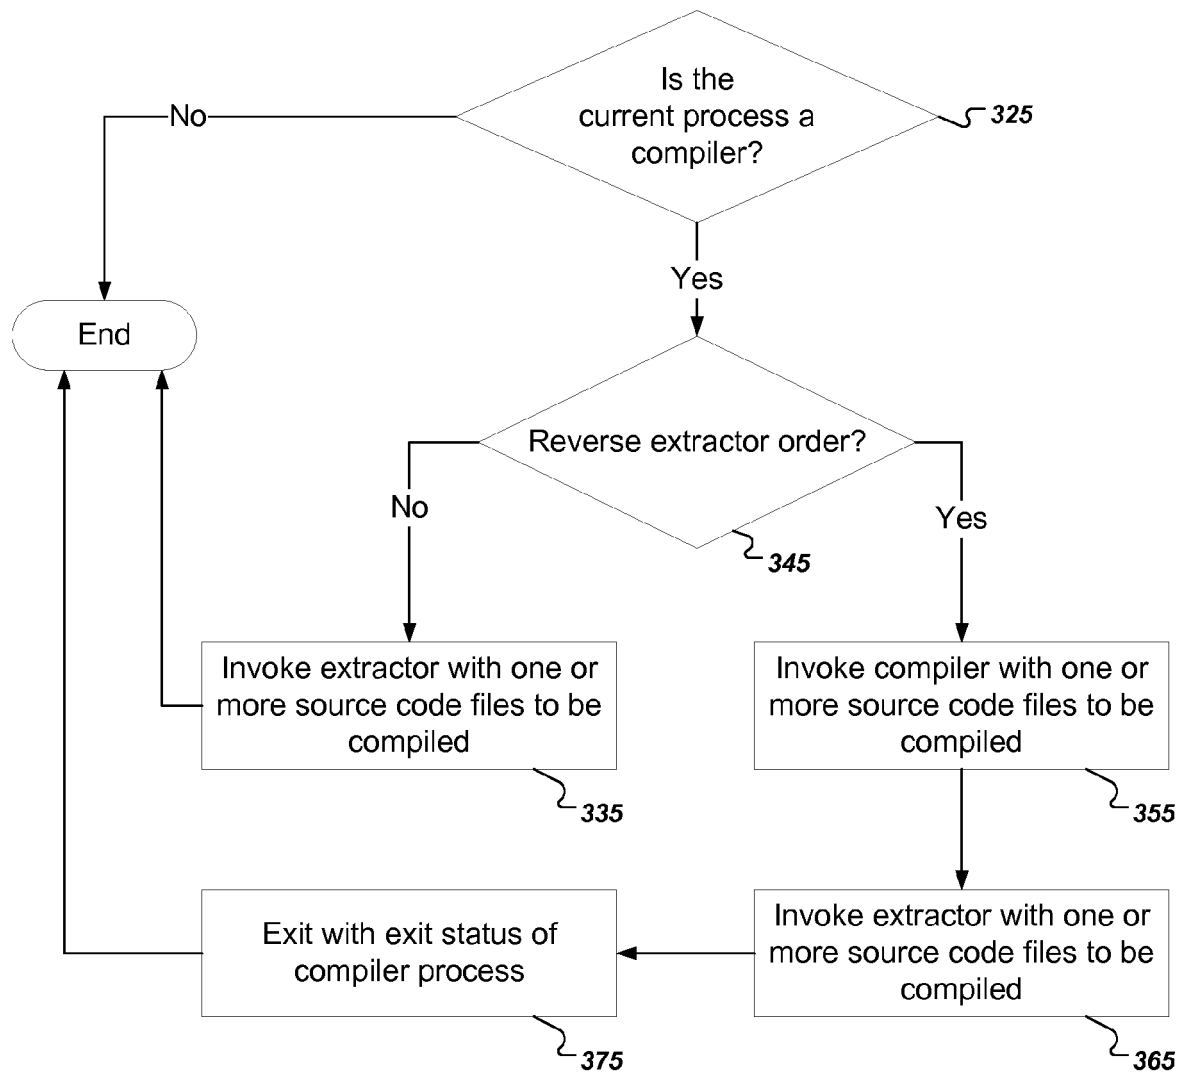 Is the
current process a
compiler?
325
No
Yes
End
Reverse extractor order?
345
No
Yes
Invoke extractor with one or
more source code files to be
compiled
335
Invoke compiler with one or
more source code files to be
compiled
355
Exit with exit status of
compiler process
375
Invoke extractor with one or
more source code files to be
compiled
365